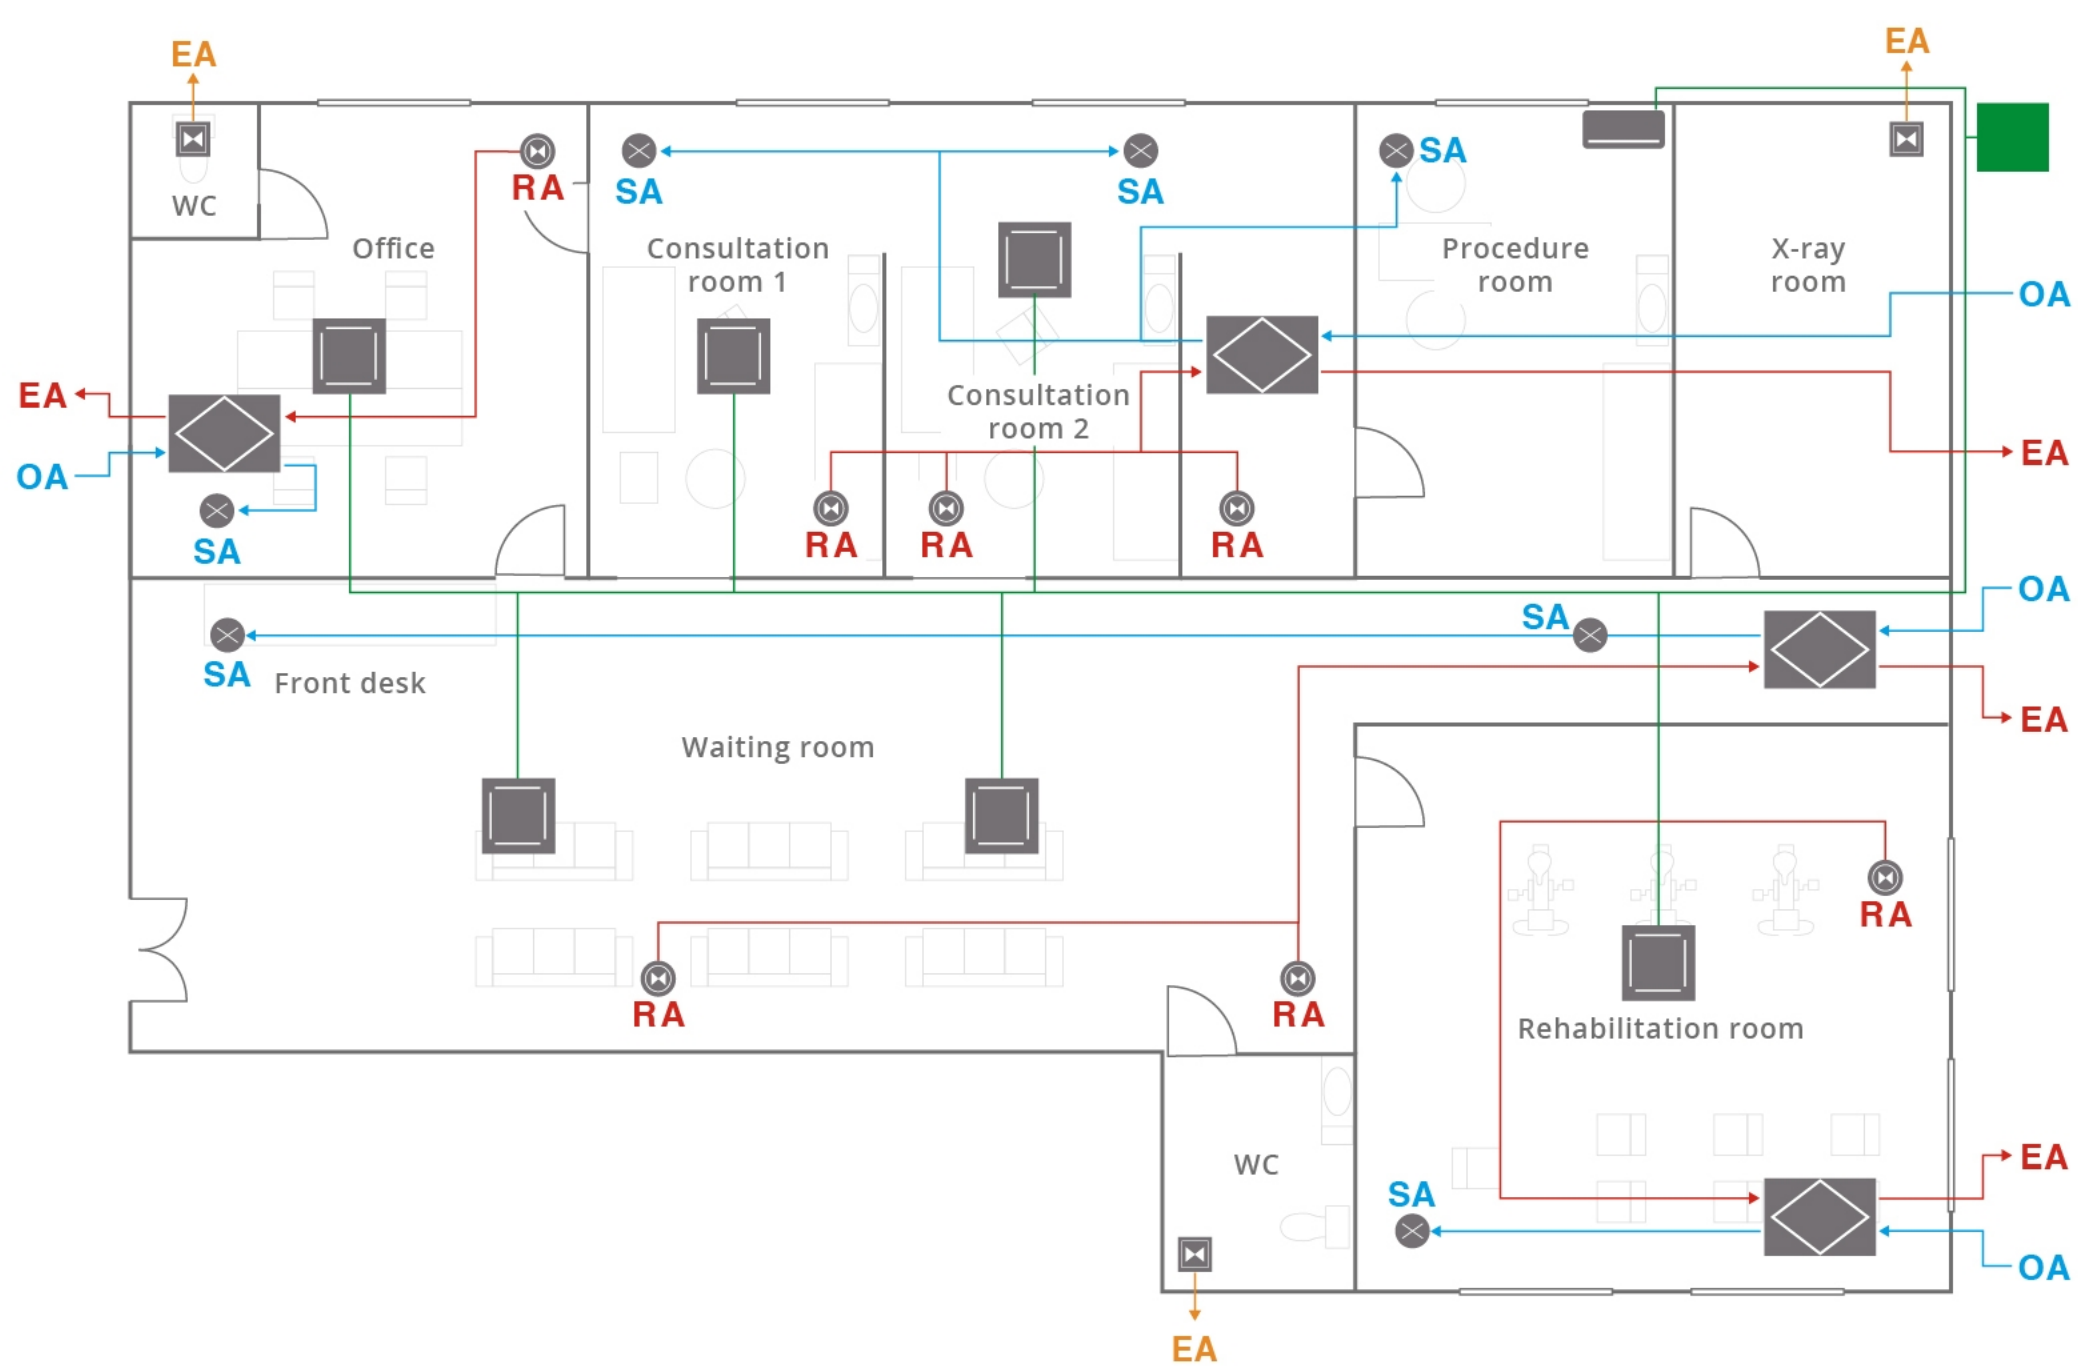 EA
EA
RA
SA
SA
SA
WC
Office
Consultation
room 1
Procedure
room
X-ray
room
OA
EA
Consultation
room 2
EA
OA
SA
RA
RA
RA
OA
SA
SA
Front desk
EA
Waiting room
RA
RA
RA
Rehabilitation room
WC
EA
SA
OA
EA